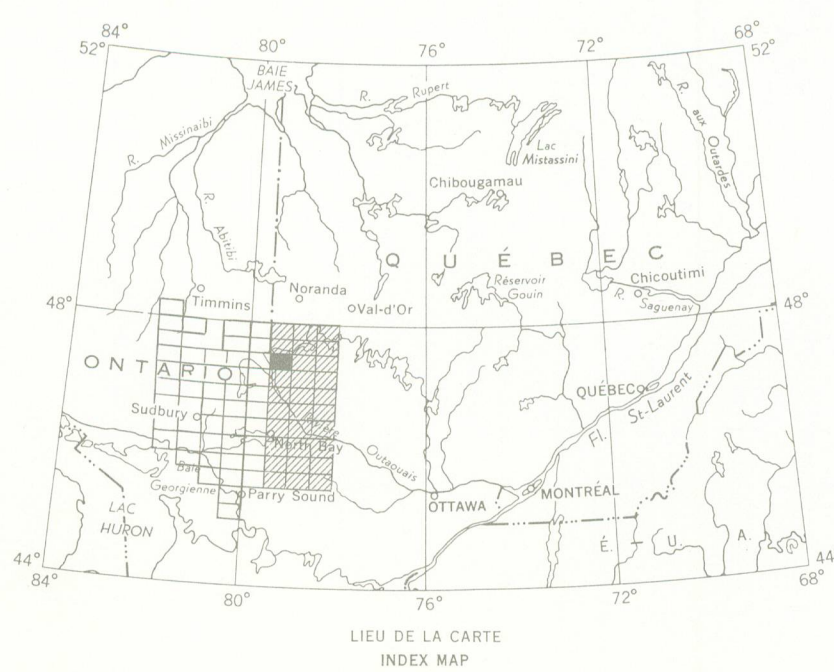 84°
80°
76°
72°
68°
52°
52°
BAIE
JAMES
R. Rupert
R. Missinaibi
R. aux Outardes
Lac
Mistassini
R. Abitibi
Chibougamau
QUÉBEC
Chicoutimi
Réservoir
Gouin
R. Saguenay
Noranda
Timmins
Val-d'Or
48°
48°
ONTARIO
QUÉBEC
Sudbury
St-Laurent
Fl.
North Bay
Outaouais
Baie
Georgienne
Parry Sound
OTTAWA
MONTRÉAL
LAC
HURON
É.-U. A.
44°
44
84°
80°
76°
72°
68°
LIEU DE LA CARTE
INDEX MAP